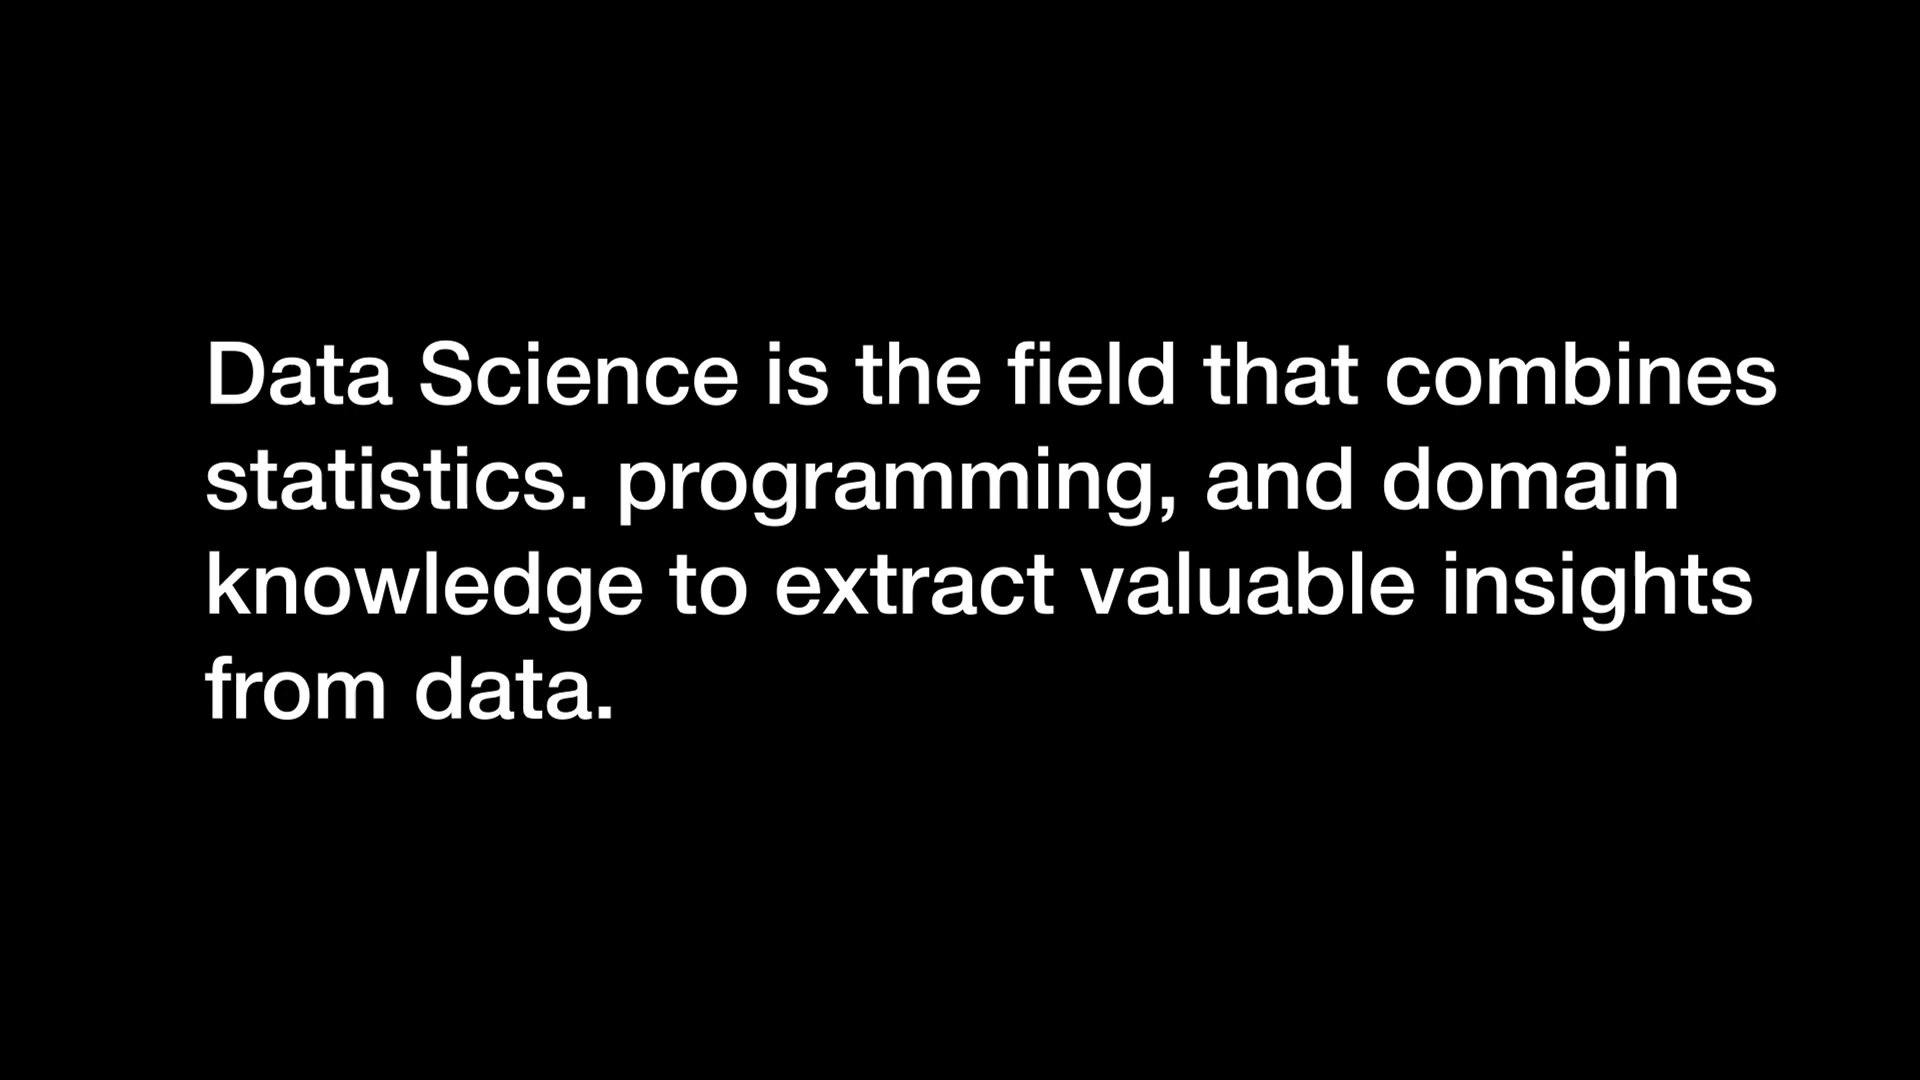 Data Science is the field that combines
statistics. programming, and domain
knowledge to extract valuable insights
from data.